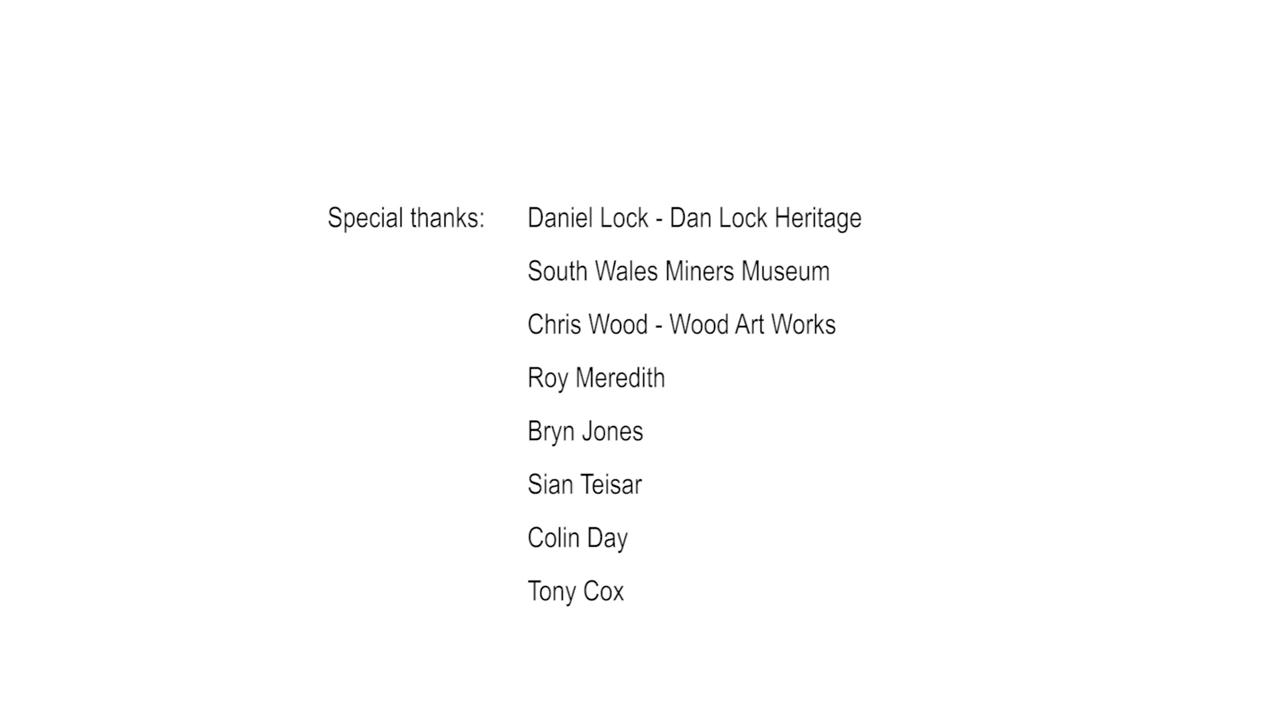 Special thanks: Daniel Lock - Dan Lock Heritage
South Wales Miners Museum
Chris Wood - Wood Art Works
Roy Meredith
Bryn Jones
Sian Teisar
Colin Day
Tony Cox